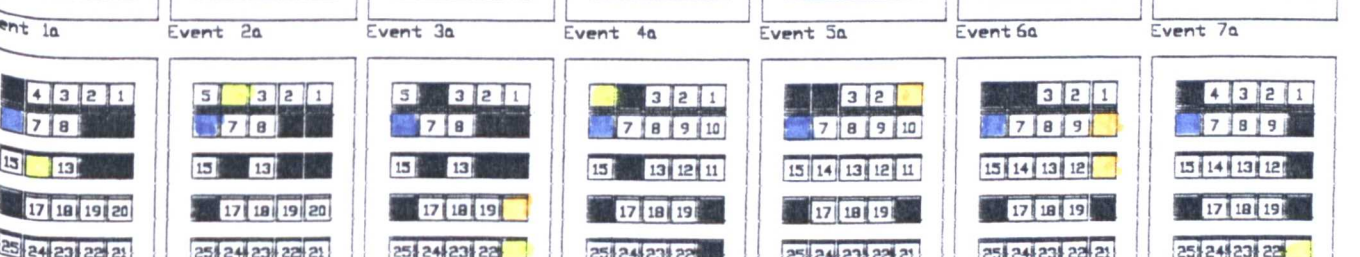 ent 1a Event 2a Event 3a Event 4a Event 5a Event 6a Event 7a
4 3 2 1 5 3 2 1 5 3 2 1 3 2 1 3 2 3 2 1 4 3 2 1
7 8 7 8 7 8 7 8 9 10 7 8 9 10 7 8 9 7 8 9
15 13 15 13 15 13 15 13 12 11 15 14 13 12 11 15 14 13 12 15 14 13 12
17 18 19 20 17 18 19 20 17 18 19 17 18 19 17 18 19 17 18 19 17 18 19
25 24 23 22 21 25 24 23 22 21 25 24 23 22 25 24 23 22 25 24 23 22 21 25 24 23 22 21 25 24 23 22